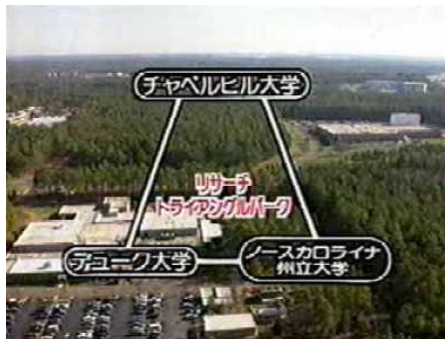 チャペルヒル大学
リサーチ
トライアングルパーク
デューク大学
ノースカロライナ
州立大学